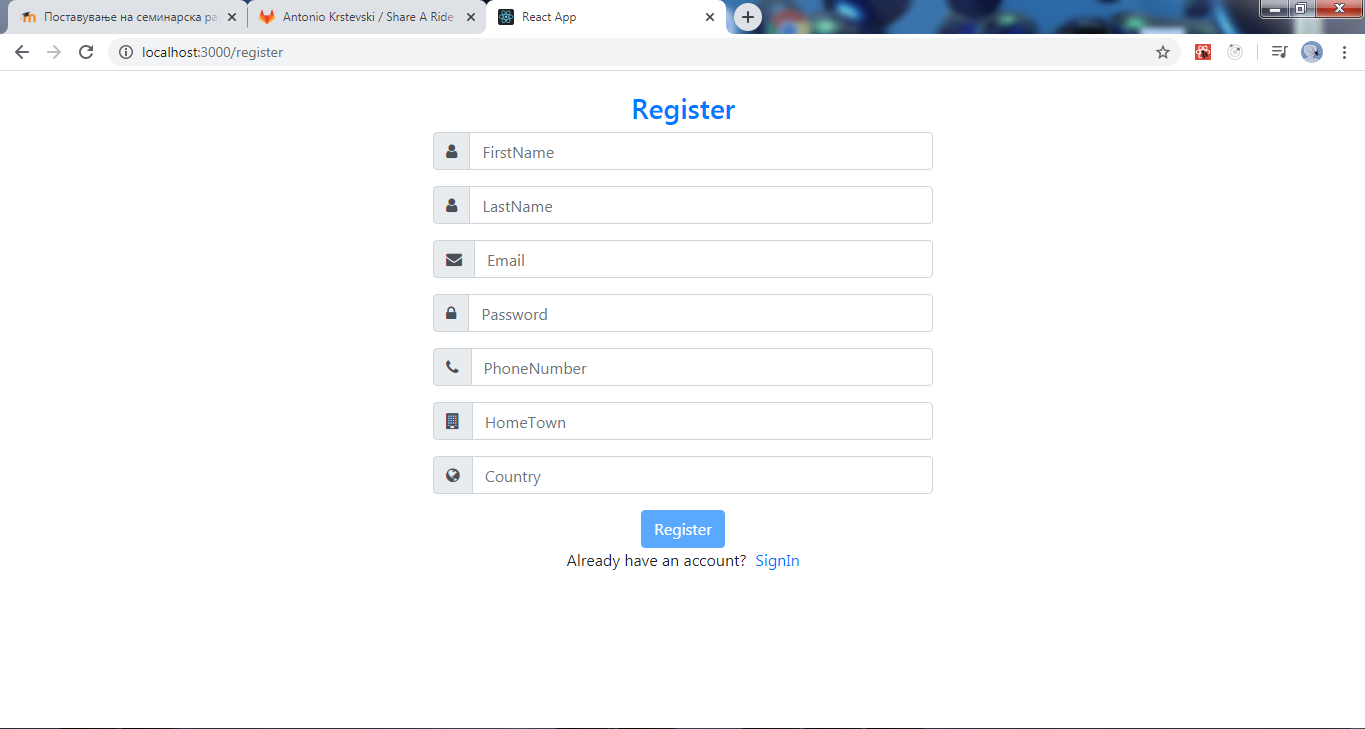 Поставување на семинарска ра
Antonio Krstevski / Share A Ride
React App
localhost:3000/register
Register
FirstName
LastName
Email
Password
PhoneNumber
HomeTown
Country
Register
Already have an account? SignIn